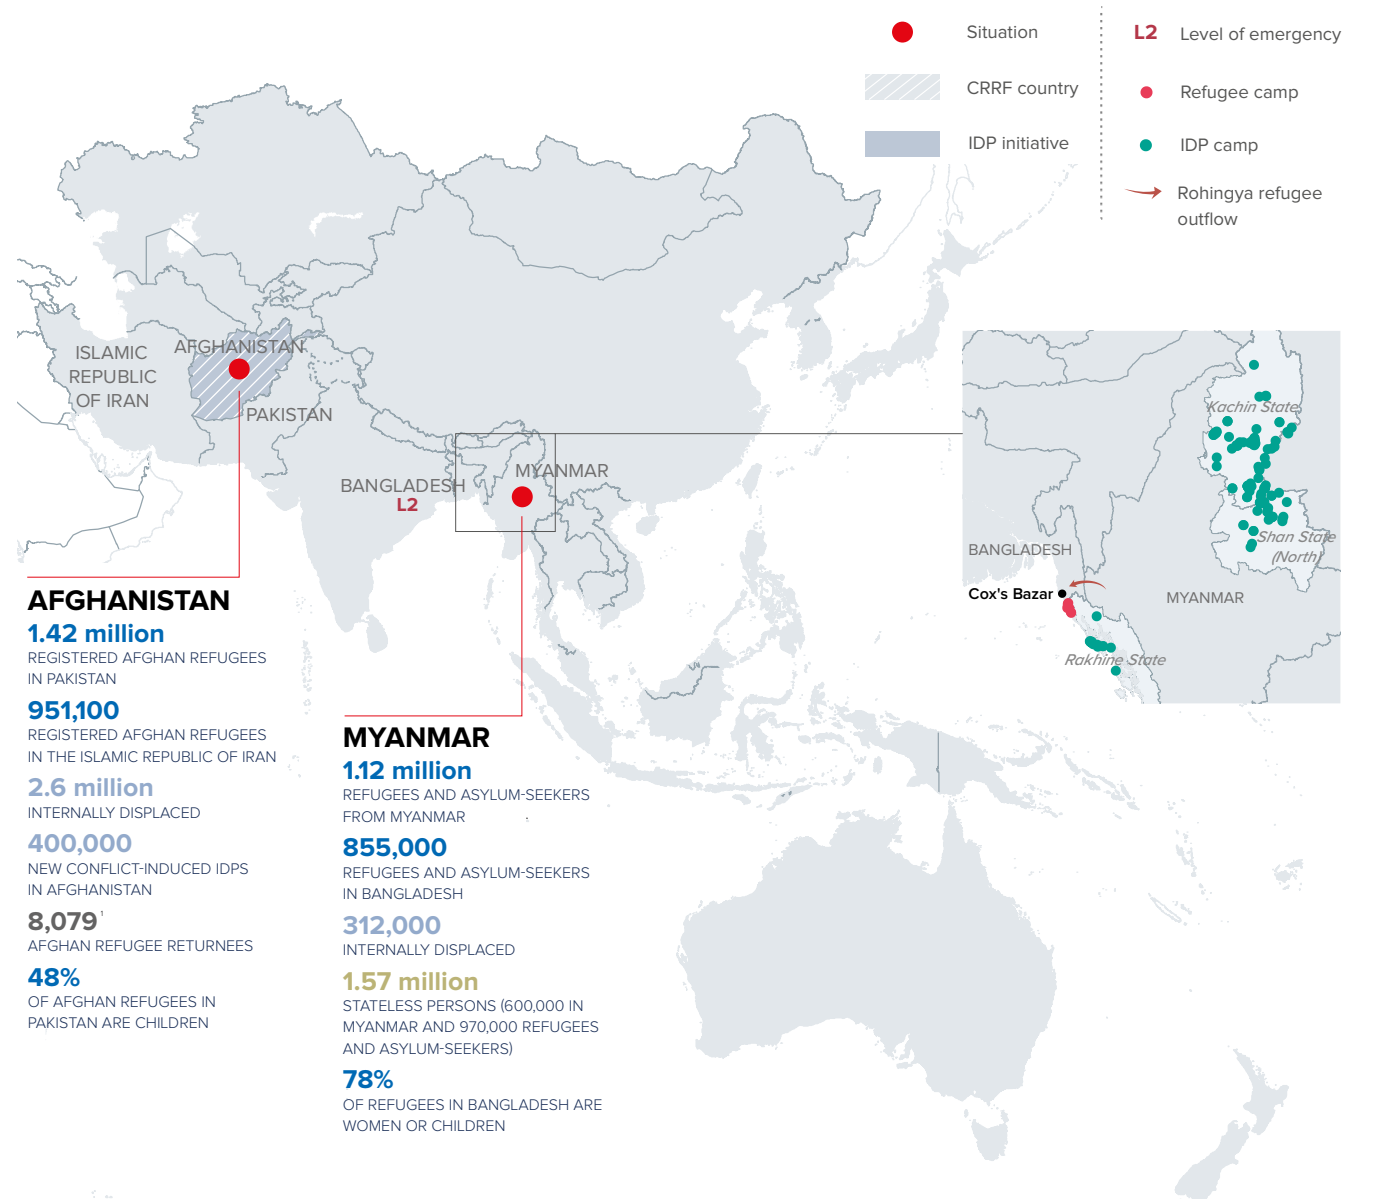 Situation
CRRF country
IDP initiative
L2 Level of emergency
Refugee camp
IDP camp
Rohingya refugee
outflow
ISLAMIC
REPUBLIC
OF IRAN
AFGHANISTAN
PAKISTAN
BANGLADESH
L2
MYANMAR
Kachin State
Shan State
(North)
BANGLADESH
Cox's Bazar
MYANMAR
Rakhine State
AFGHANISTAN
1.42 million
REGISTERED AFGHAN REFUGEES
IN PAKISTAN
951,100
REGISTERED AFGHAN REFUGEES
IN THE ISLAMIC REPUBLIC OF IRAN
2.6 million
INTERNALLY DISPLACED
400,000
NEW CONFLICT-INDUCED IDPS
IN AFGHANISTAN
8,079¹
AFGHAN REFUGEE RETURNEES
48%
OF AFGHAN REFUGEES IN
PAKISTAN ARE CHILDREN
MYANMAR
1.12 million
REFUGEES AND ASYLUM-SEEKERS
FROM MYANMAR
855,000
REFUGEES AND ASYLUM-SEEKERS
IN BANGLADESH
312,000
INTERNALLY DISPLACED
1.57 million
STATELESS PERSONS (600,000 IN
MYANMAR AND 970,000 REFUGEES
AND ASYLUM-SEEKERS)
78%
OF REFUGEES IN BANGLADESH ARE
WOMEN OR CHILDREN